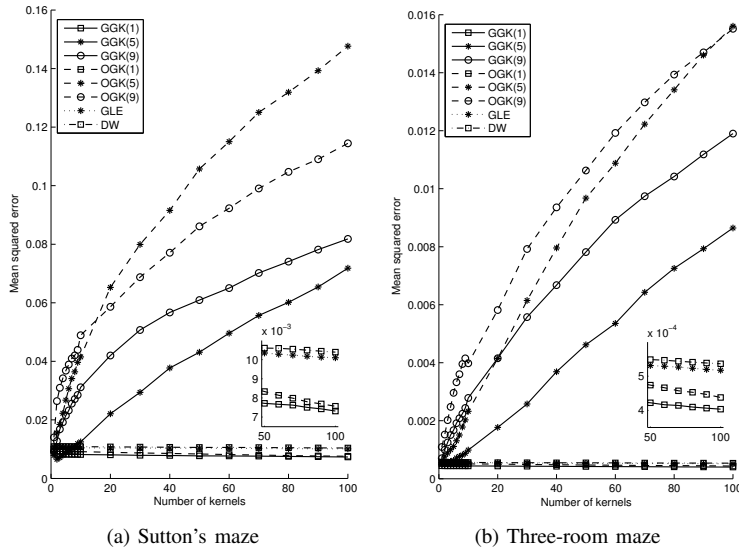 0.16
0.14
0.12
0.1
0.08
0.06
0.04
0.02
0
Mean squared error
GGK(1)
GGK(5)
GGK(9)
OGK(1)
OGK(5)
OGK(9)
GLE
DW
x 10⁻³
10
9
8
7
50 100
0 20 40 60 80 100
Number of kernels
(a) Sutton's maze
0.016
0.014
0.012
0.01
0.008
0.006
0.004
0.002
0
Mean squared error
GGK(1)
GGK(5)
GGK(9)
OGK(1)
OGK(5)
OGK(9)
GLE
DW
x 10⁻⁴
5
4
50 100
0 20 40 60 80 100
Number of kernels
(b) Three-room maze